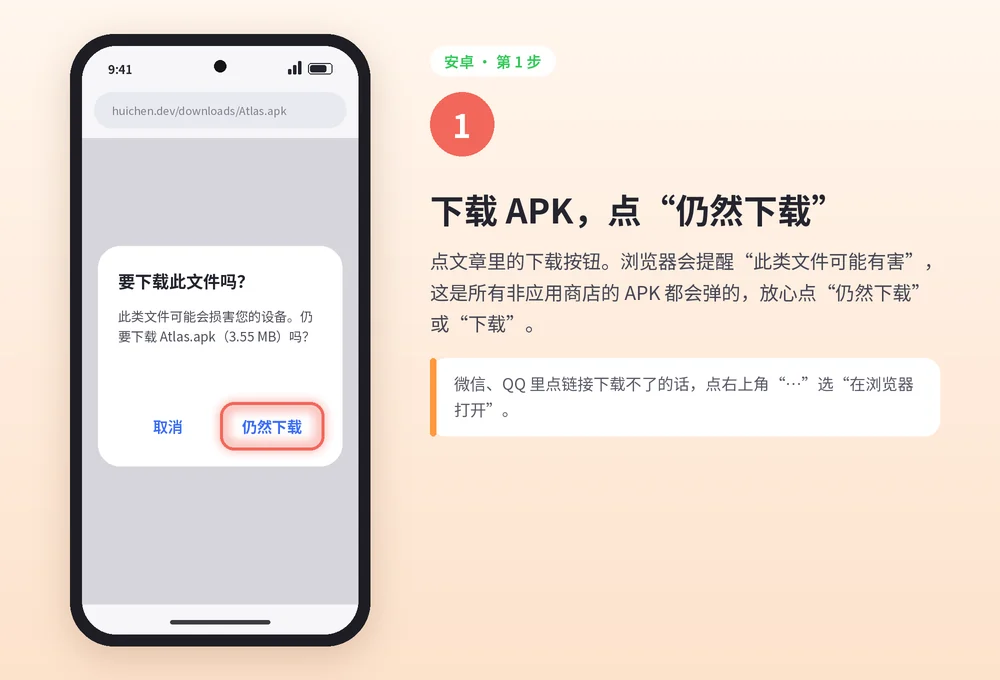 9:41
huichen.dev/downloads/Atlas.apk
要下载此文件吗?
此类文件可能会损害您的设备。仍
要下载 Atlas.apk（3.55 MB）吗?
取消
仍然下载
安卓 · 第 1 步
1
下载 APK，点“仍然下载”
点文章里的下载按钮。浏览器会提醒“此类文件可能有害”，
这是所有非应用商店的 APK 都会弹的，放心点“仍然下载”
或“下载”。
微信、QQ 里点链接下载不了的话，点右上角“···”选“在浏览器
打开”。